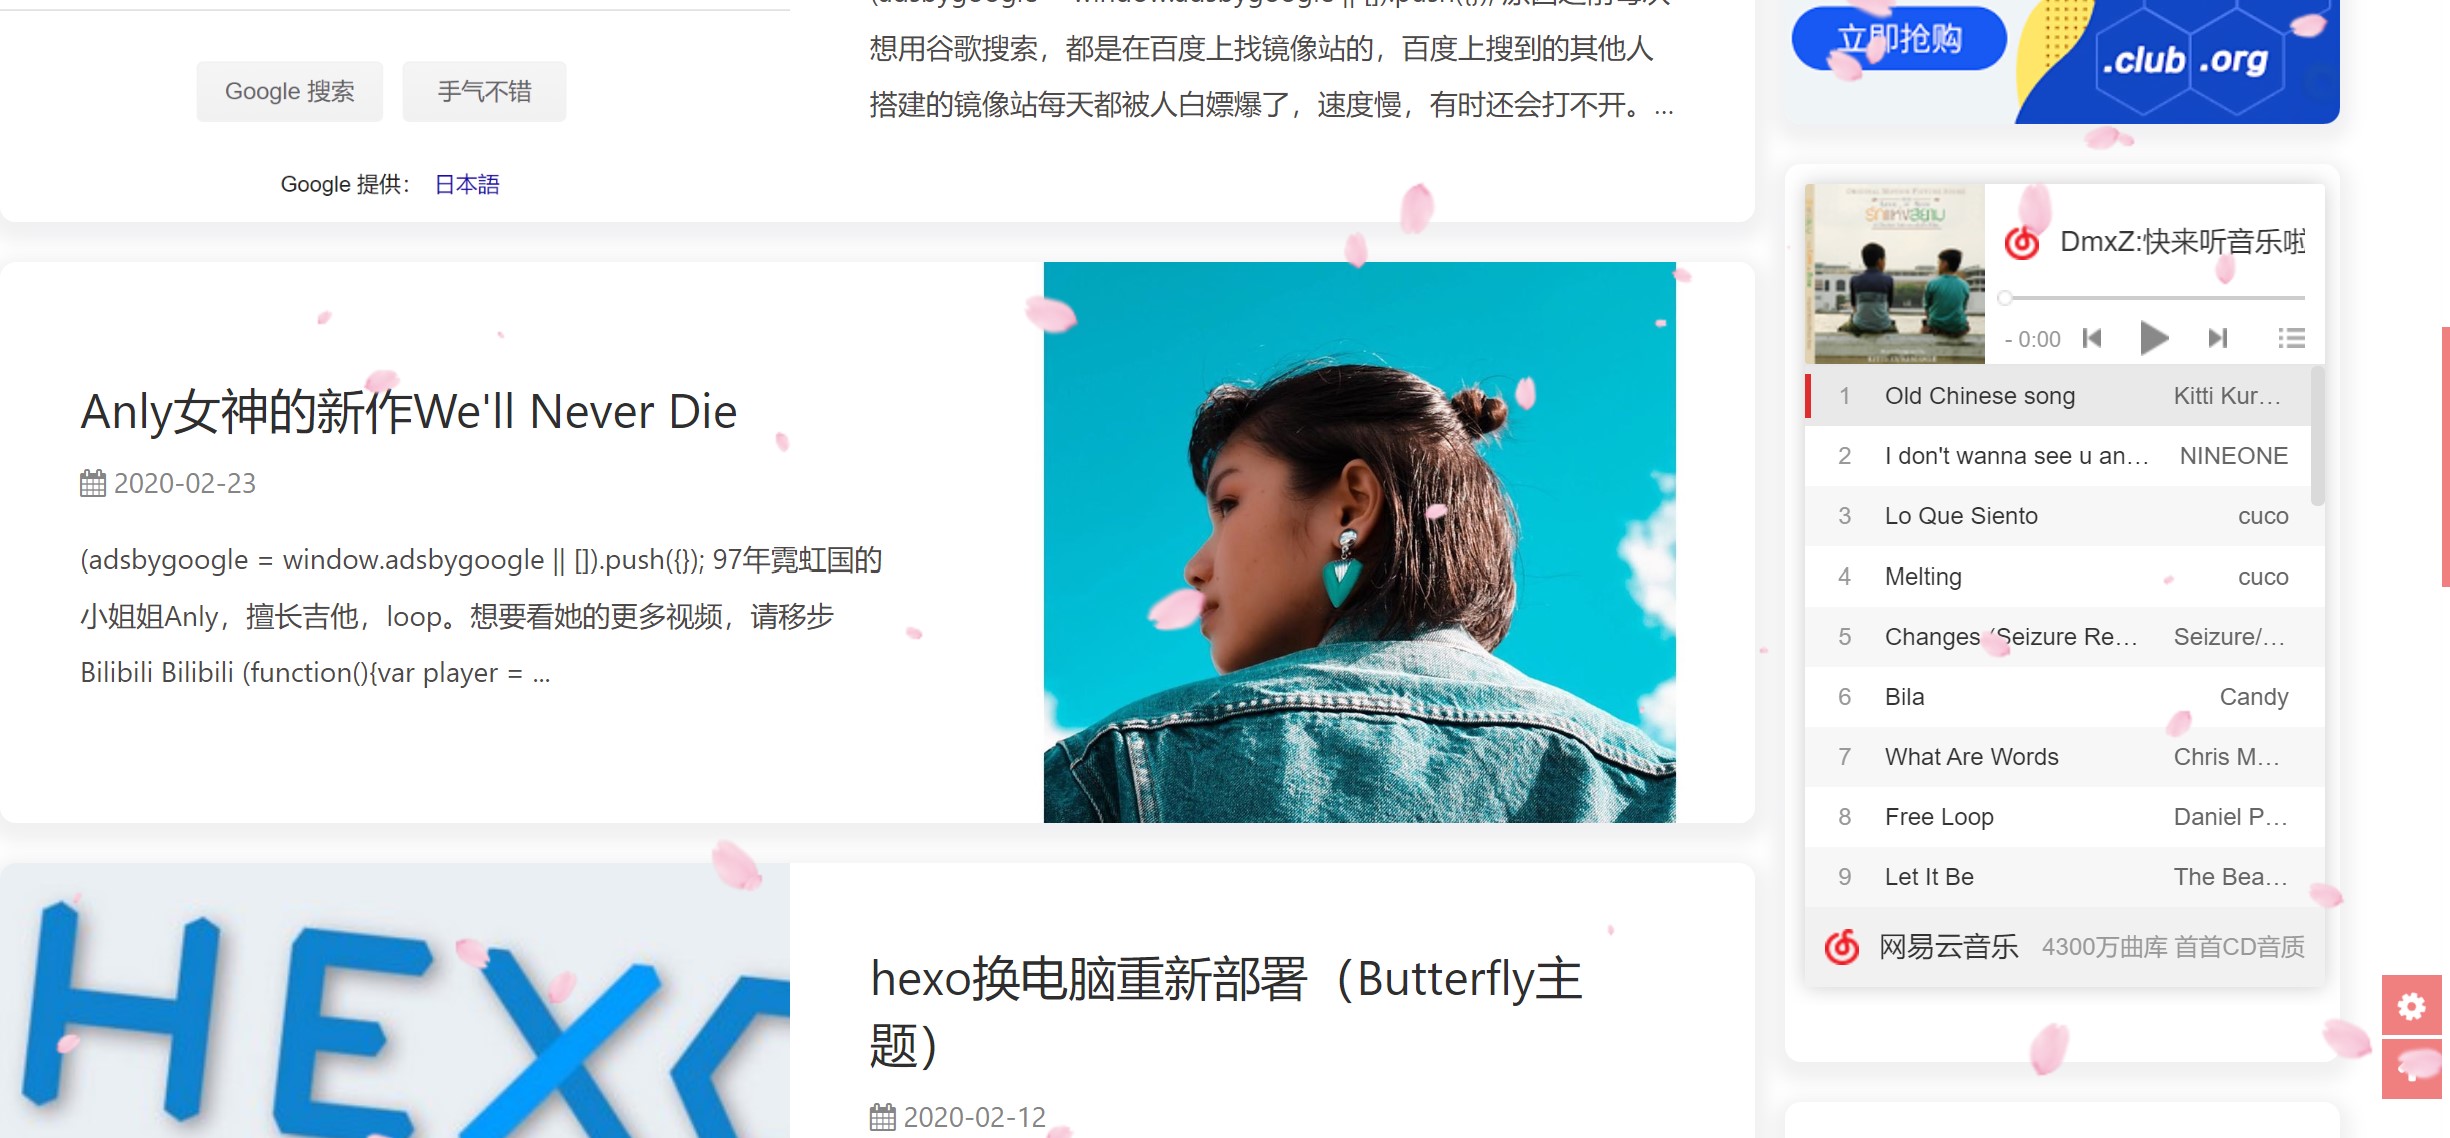 想用谷歌搜索，都是在百度上找镜像站的，百度上搜到的其他人
搭建的镜像站每天都被人白嫖爆了，速度慢，有时还会打不开。...
Google 搜索
手气不错
Google 提供： 日本語
Anly女神的新作We'll Never Die
2020-02-23
(adsbygoogle = window.adsbygoogle || []).push({}); 97年霓虹国的
小姐姐Anly，擅长吉他，loop。想要看她的更多视频，请移步
Bilibili Bilibili (function(){var player = ...
HEXO
hexo换电脑重新部署（Butterfly主
题）
2020-02-12
立即抢购
.club .org
DmxZ:快来听音乐啦
- 0:00
1 Old Chinese song Kitti Kur…
2 I don't wanna see u an… NINEONE
3 Lo Que Siento cuco
4 Melting cuco
5 Changes (Seizure Re… Seizure/…
6 Bila Candy
7 What Are Words Chris M…
8 Free Loop Daniel P…
9 Let It Be The Bea…
网易云音乐 4300万曲库 首首CD音质